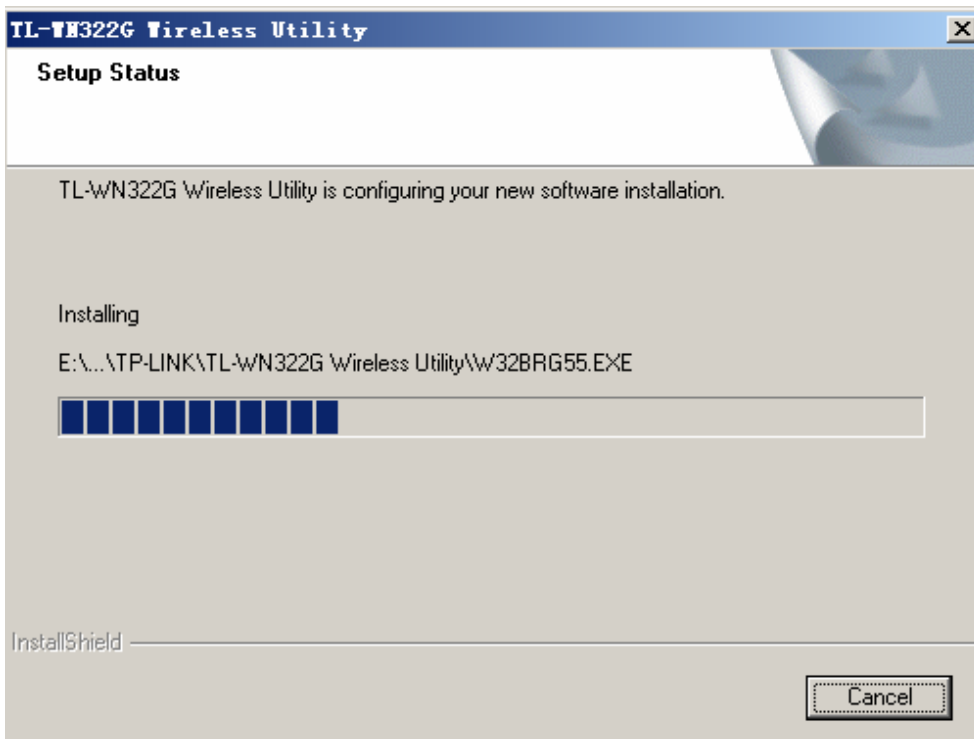 TL-WN322G Wireless Utility
Setup Status
TL-WN322G Wireless Utility is configuring your new software installation.
Installing
E:\...\TP-LINK\TL-WN322G Wireless Utility\W32BRG55.EXE
InstallShield
Cancel